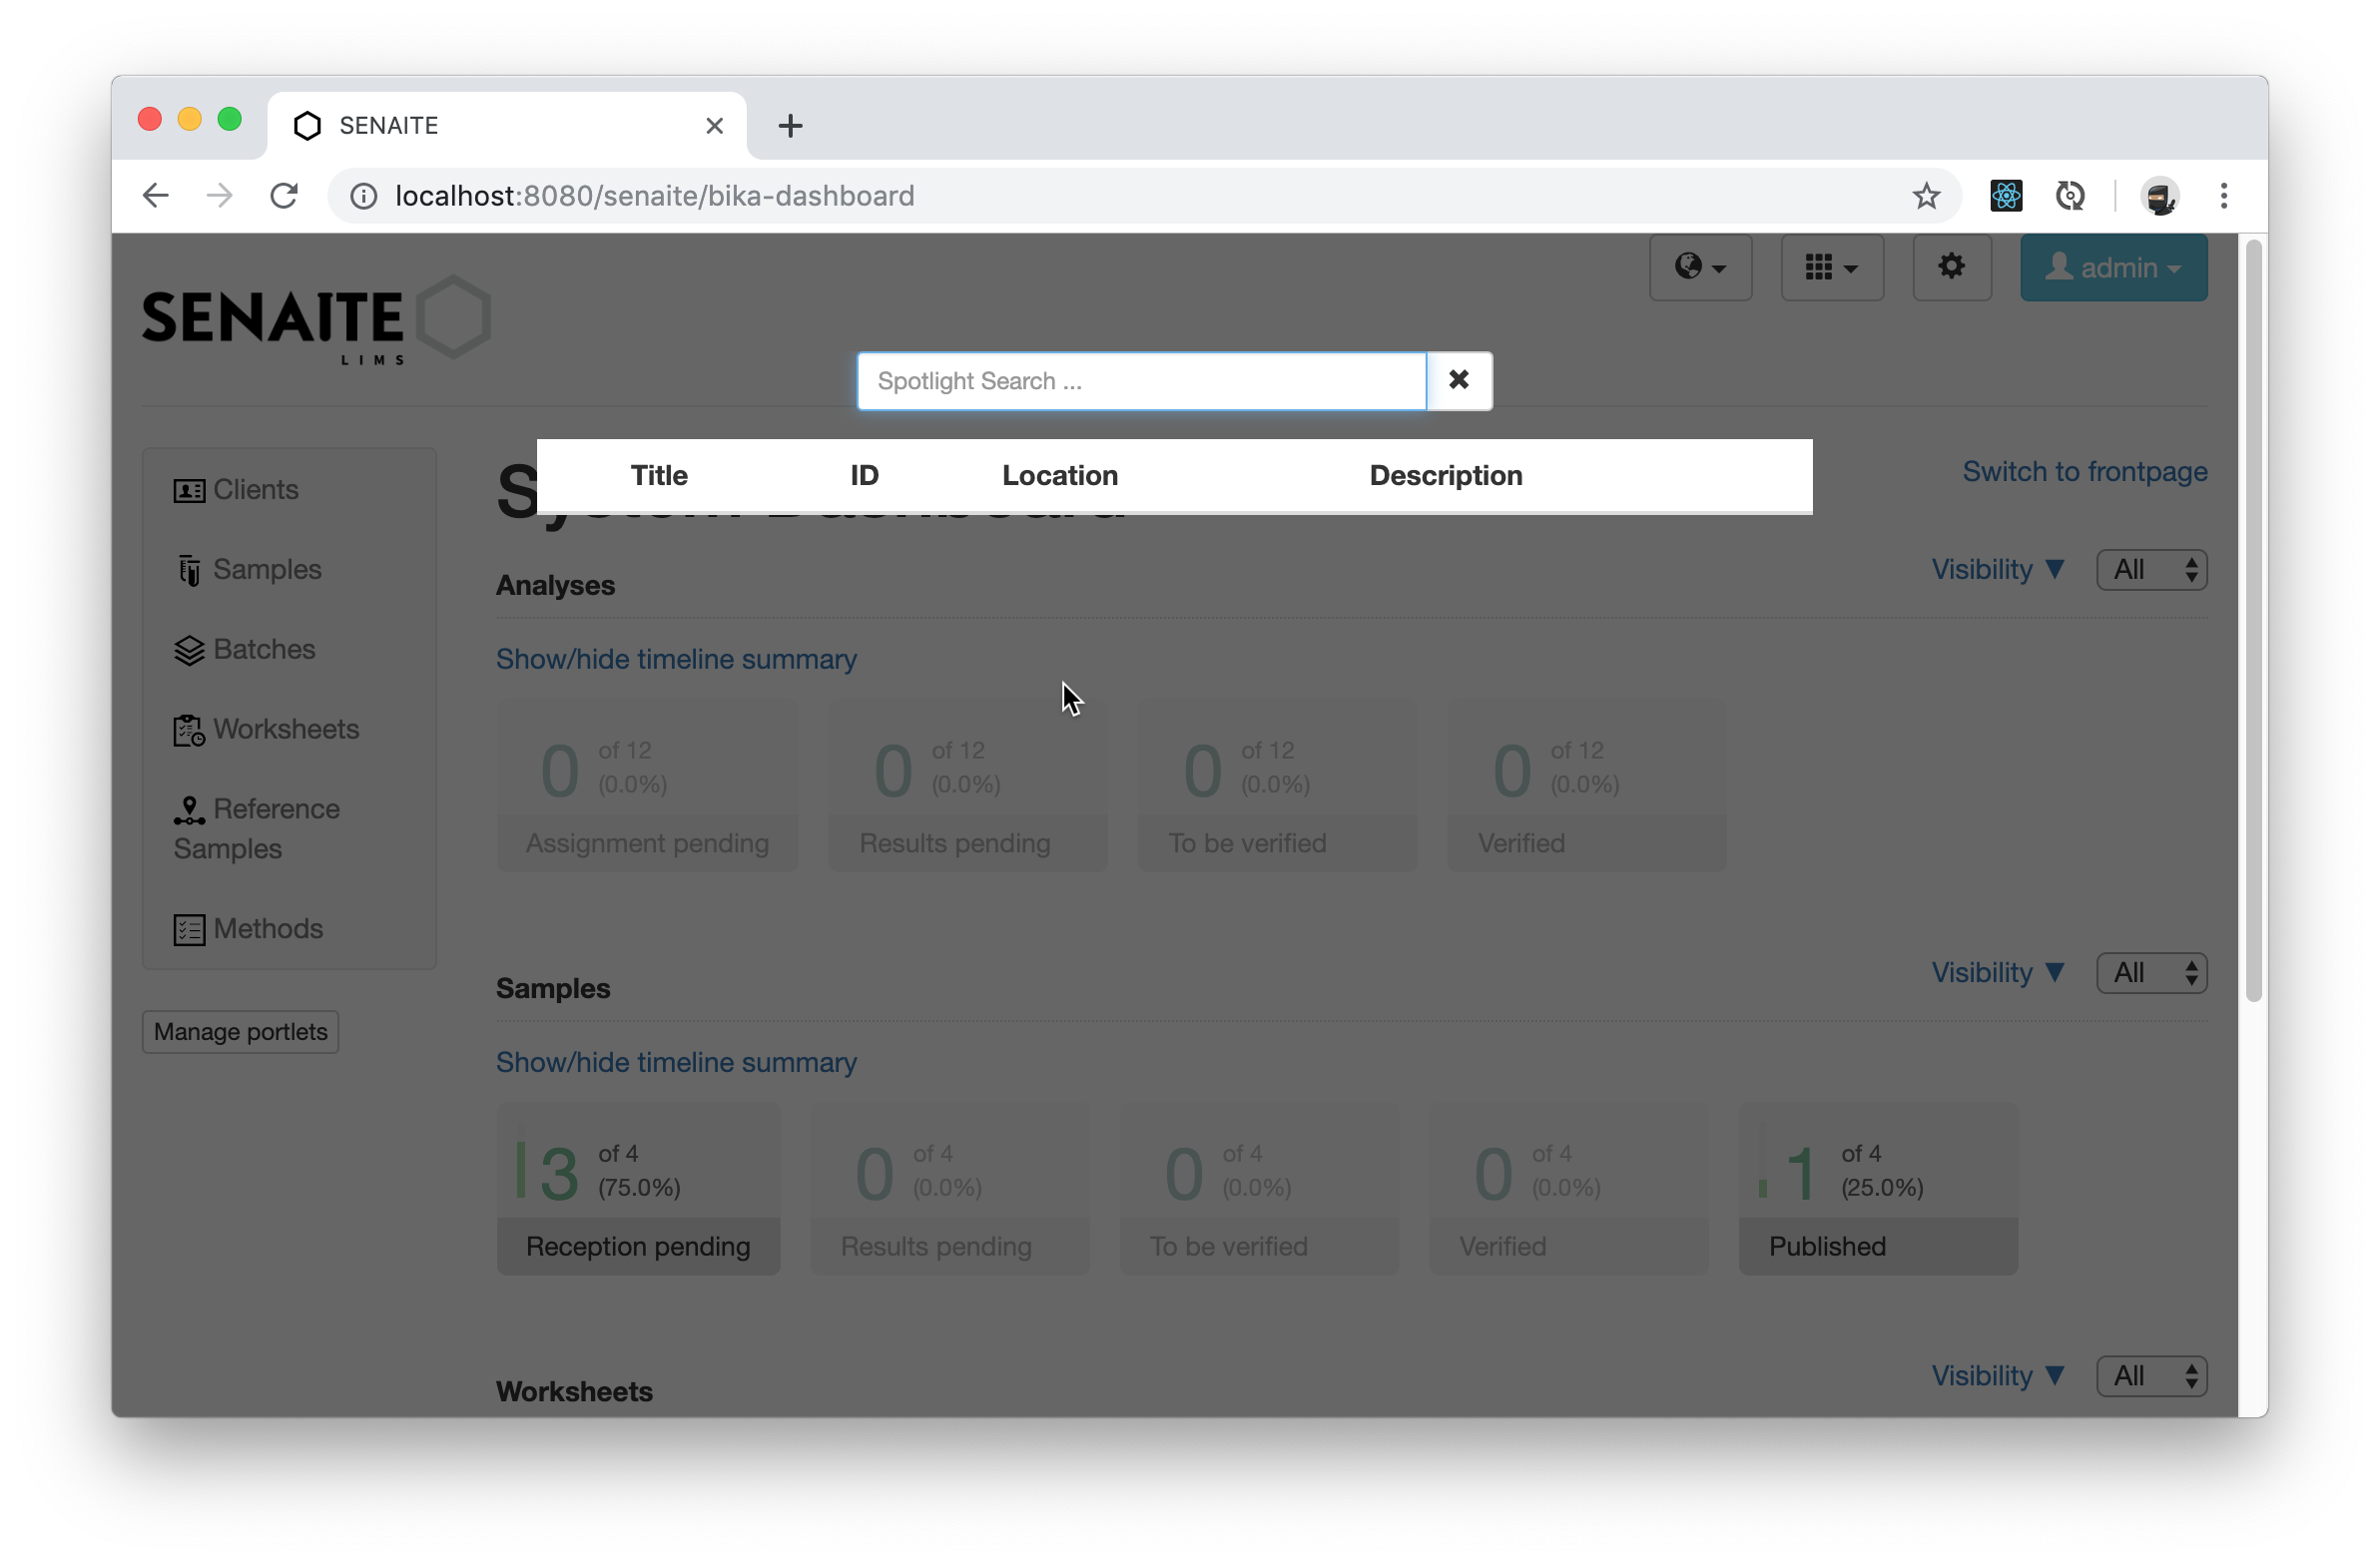 SENAITE
localhost:8080/senaite/bika-dashboard
SENAITE
LIMS
admin
Spotlight Search ...
Title ID Location Description
Switch to frontpage
Clients
Samples
Batches
Worksheets
Reference
Samples
Methods
Manage portlets
System Dashboard
Analyses
Visibility ▼ All
Show/hide timeline summary
0 of 12 (0.0%) Assignment pending
0 of 12 (0.0%) Results pending
0 of 12 (0.0%) To be verified
0 of 12 (0.0%) Verified
Samples
Visibility ▼ All
Show/hide timeline summary
3 of 4 (75.0%) Reception pending
0 of 4 (0.0%) Results pending
0 of 4 (0.0%) To be verified
0 of 4 (0.0%) Verified
1 of 4 (25.0%) Published
Worksheets
Visibility ▼ All